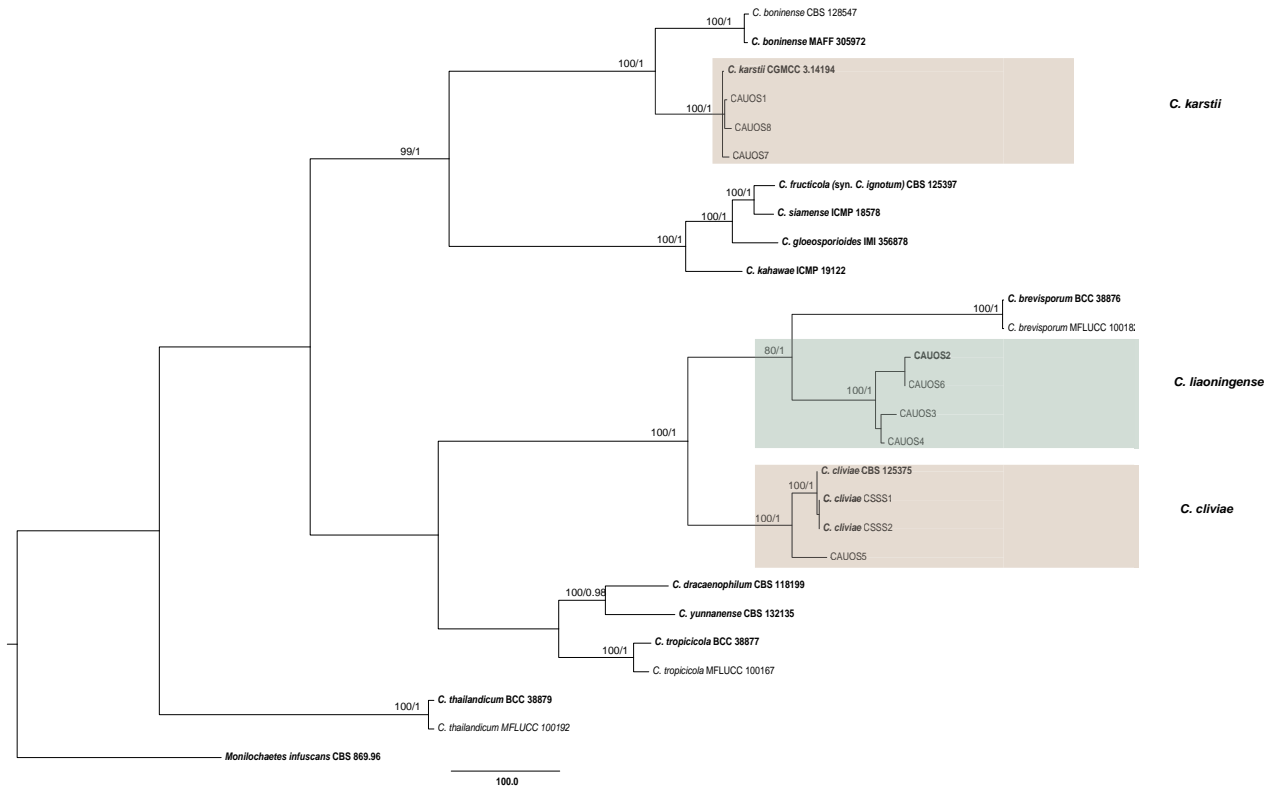 C. boninense CBS 128547
100/1
C. boninense MAFF 305972
100/1
C. karstii CGMCC 3.14194
CAUOS1
100/1
C. karstii
CAUOS8
99/1
CAUOS7
C. fructicola (syn. C. ignotum) CBS 125397
100/1
C. siamense ICMP 18578
100/1
100/1
C. gloeosporioides IMI 356878
C. kahawae ICMP 19122
C. brevisporum BCC 38876
100/1
C. brevisporum MFLUCC 100182
80/1
CAUOS2
C. liaoningense
CAUOS6
100/1
CAUOS3
100/1
CAUOS4
C. cliviae CBS 125375
100/1
C. cliviae CSSS1
C. cliviae
100/1
C. cliviae CSSS2
CAUOS5
C. dracaenophilum CBS 118199
100/0.98
C. yunnanense CBS 132135
C. tropicicola BCC 38877
100/1
C. tropicicola MFLUCC 100167
C. thailandicum BCC 38879
100/1
C. thailandicum MFLUCC 100192
Monilochaetes infuscans CBS 869.96
100.0